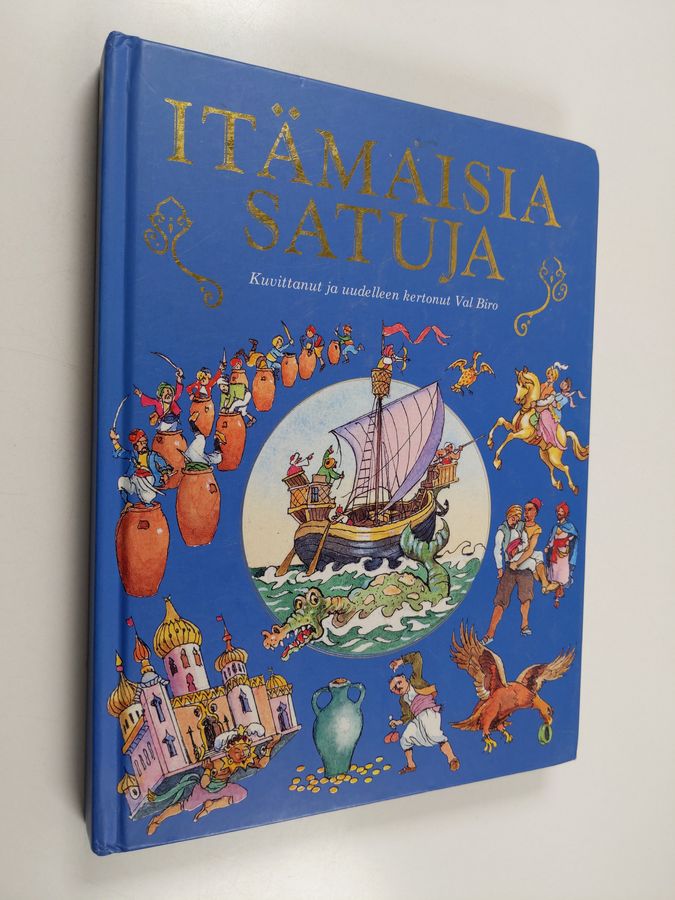 ITÄMAISIA
SATUJA
Kuvittanut ja uudelleen kertonut Val Biro